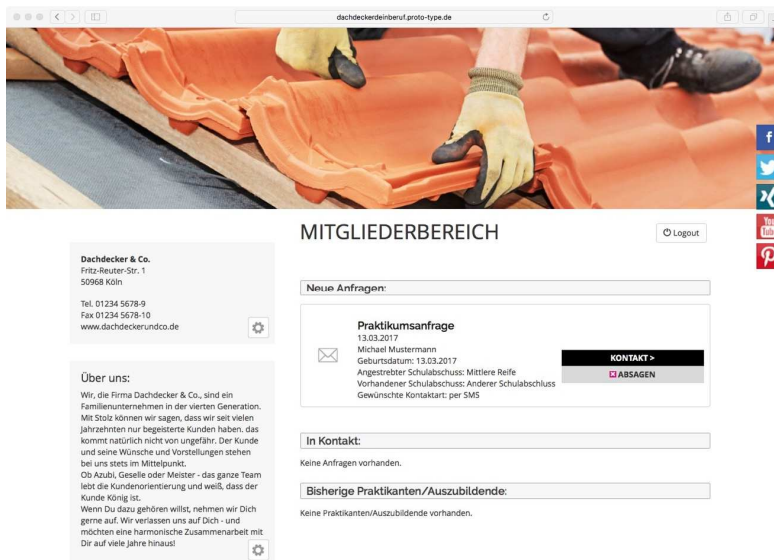 dachdeckerdeinberuf.proto-type.de
MITGLIEDERBEREICH
Logout
Dachdecker & Co.
Fritz-Reuter-Str. 1
50968 Köln
Tel. 01234 5678-9
Fax 01234 5678-10
www.dachdeckerundco.de
Über uns:
Wir, die Firma Dachdecker & Co., sind ein
Familienunternehmen in der vierten Generation.
Mit Stolz können wir sagen, dass wir seit vielen
Jahrzehnten nur begeisterte Kunden haben. das
kommt natürlich nicht von ungefähr. Der Kunde
und seine Wünsche und Vorstellungen stehen
bei uns stets im Mittelpunkt.
Ob Azubi, Geselle oder Meister - das ganze Team
lebt die Kundenorientierung und weiß, dass der
Kunde König ist.
Wenn Du dazu gehören willst, nehmen wir Dich
gerne auf. Wir verlassen uns auf Dich - und
möchten eine harmonische Zusammenarbeit mit
Dir auf viele Jahre hinaus!
Neue Anfragen:
Praktikumsanfrage
13.03.2017
Michael Mustermann
Geburtsdatum: 13.03.2017
Angestrebter Schulabschuss: Mittlere Reife
Vorhandener Schulabschuss: Anderer Schulabschluss
Gewünschte Kontaktart: per SMS
KONTAKT >
ABSAGEN
In Kontakt:
Keine Anfragen vorhanden.
Bisherige Praktikanten/Auszubildende:
Keine Praktikanten/Auszubildende vorhanden.